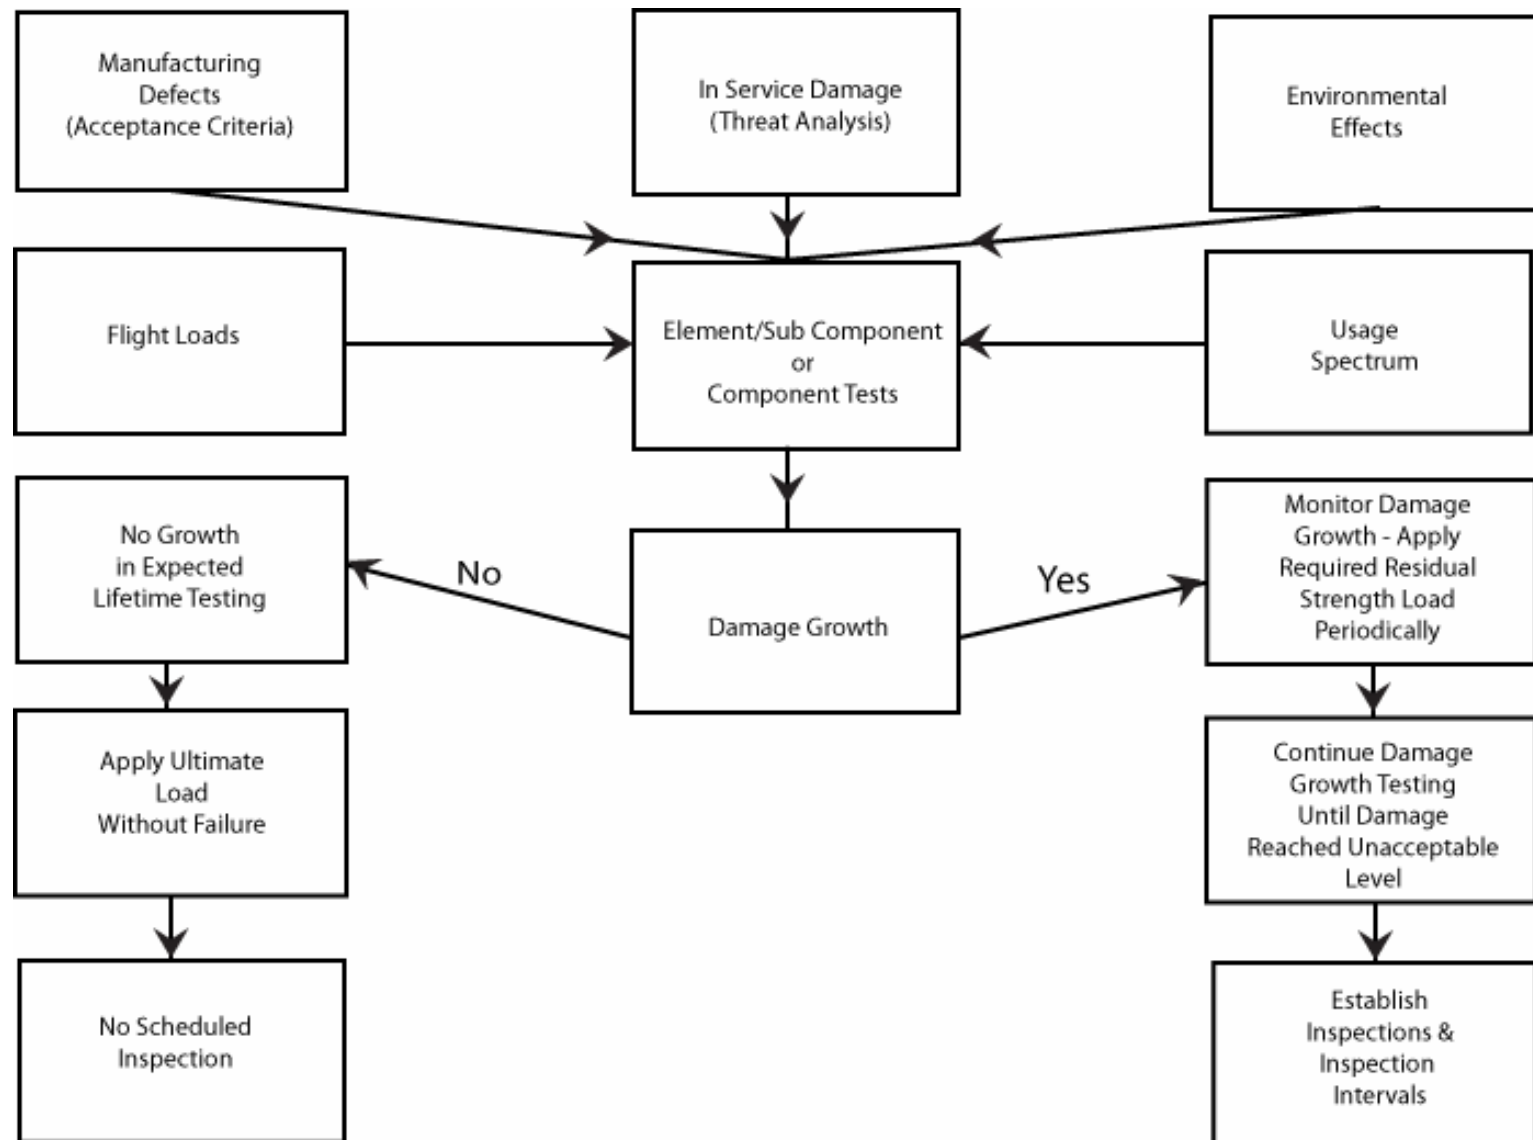 Manufacturing
Defects
(Acceptance Criteria)
In Service Damage
(Threat Analysis)
Environmental
Effects
Flight Loads
Element/Sub Component
or
Component Tests
Usage
Spectrum
No Growth
in Expected
Lifetime Testing
No
Damage Growth
Yes
Monitor Damage
Growth - Apply
Required Residual
Strength Load
Periodically
Apply Ultimate
Load
Without Failure
Continue Damage
Growth Testing
Until Damage
Reached Unacceptable
Level
No Scheduled
Inspection
Establish
Inspections &
Inspection
Intervals